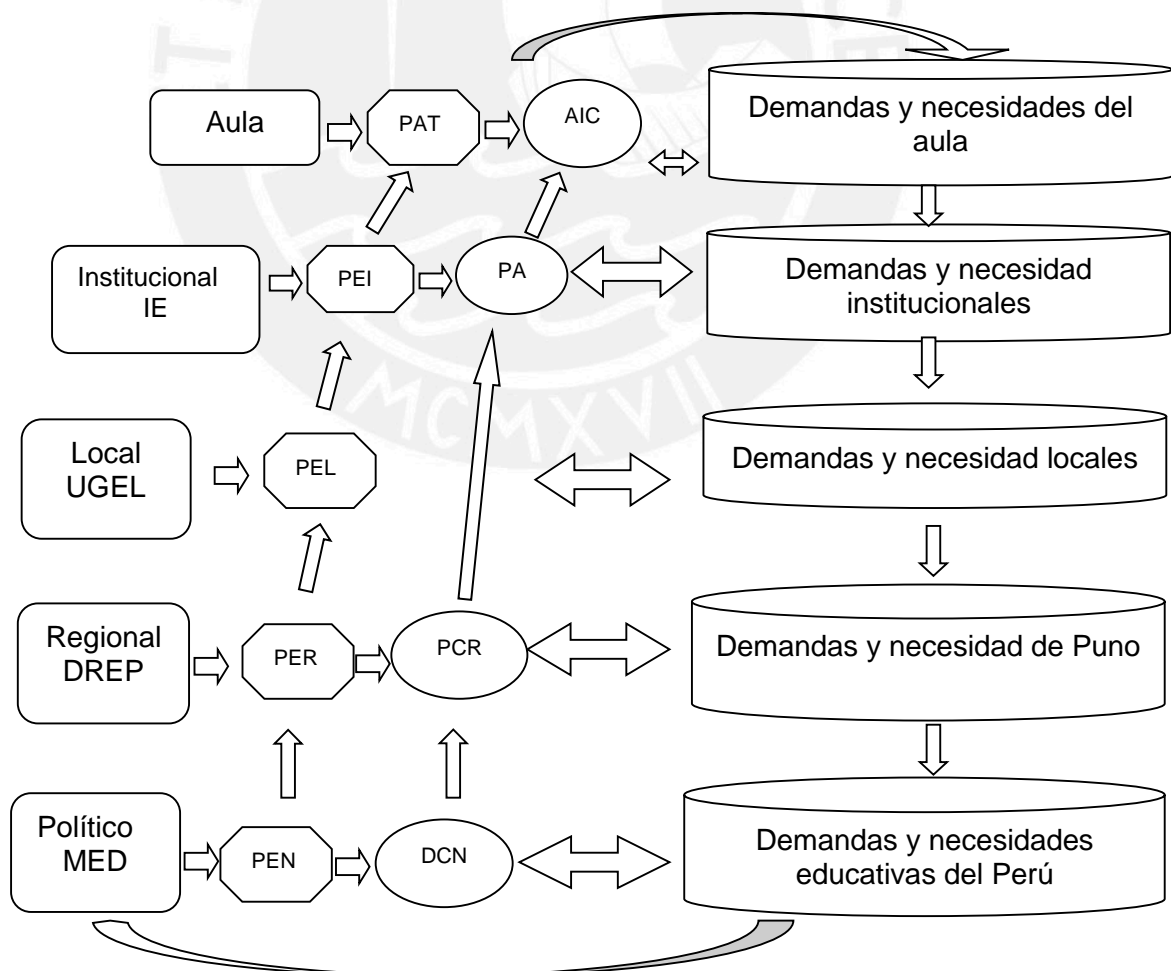 Aula
PAT
AIC
Demandas y necesidades del
aula
Institucional
IE
PEI
PA
Demandas y necesidad
institucionales
MCMXVII
Local
UGEL
PEL
Demandas y necesidad locales
Regional
DREP
PER
PCR
Demandas y necesidad de Puno
Político
MED
PEN
DCN
Demandas y necesidades
educativas del Perú